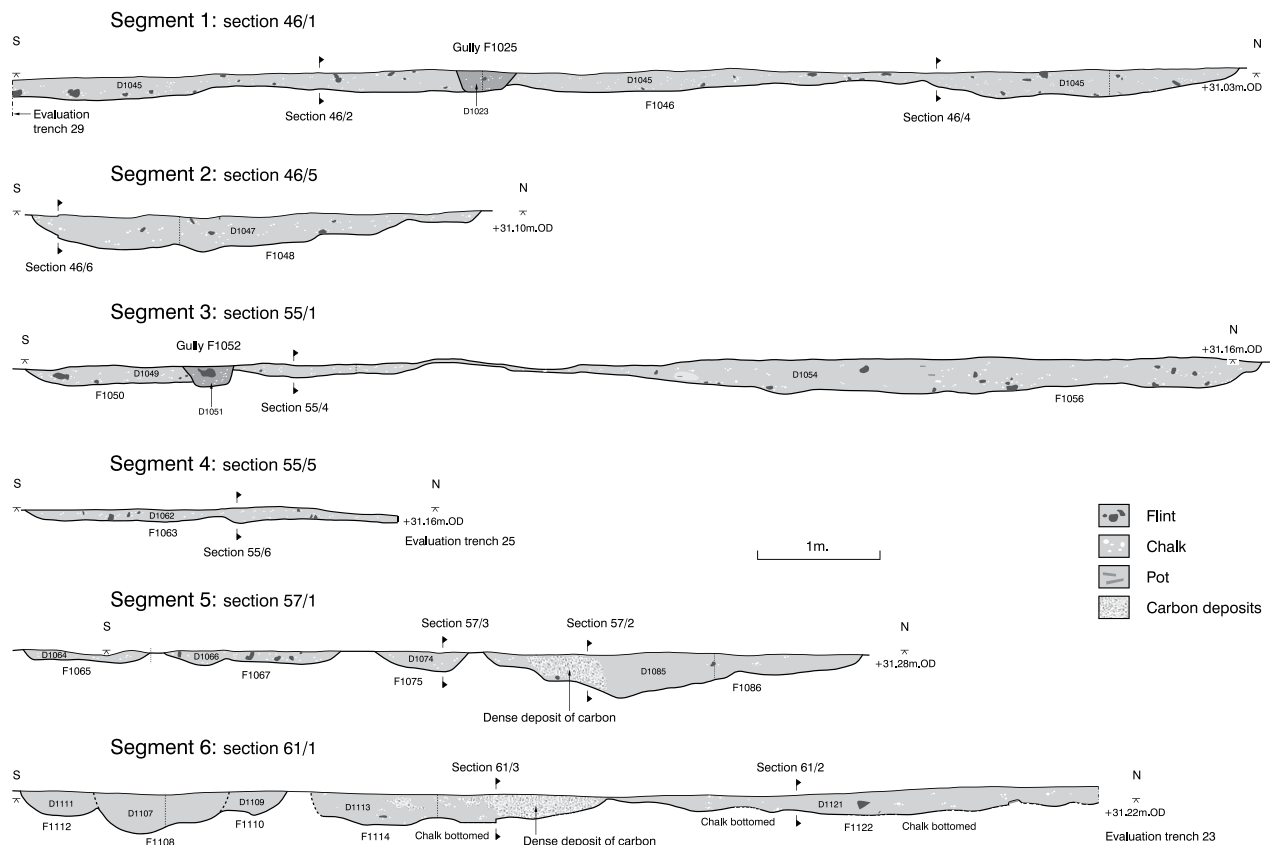 Segment 1: section 46/1
S
Gully F1025
N
D1045
D1045
D1045
+31.03m.OD
D1023
F1046
Evaluation
trench 29
Section 46/2
Section 46/4
Segment 2: section 46/5
S
N
D1047
+31.10m.OD
F1048
Section 46/6
Segment 3: section 55/1
S
Gully F1052
N
+31.16m.OD
D1049
D1054
F1050
D1051
Section 55/4
F1056
Segment 4: section 55/5
S
N
D1062
+31.16m.OD
F1063
Evaluation trench 25
Section 55/6
1m.
Flint
Chalk
Pot
Carbon deposits
Segment 5: section 57/1
S
Section 57/3
Section 57/2
N
D1064
D1066
D1074
D1085
+31.28m.OD
F1065
F1067
F1075
F1086
Dense deposit of carbon
Segment 6: section 61/1
S
Section 61/3
Section 61/2
N
D1111
D1107
D1109
D1113
D1121
+31.22m.OD
F1112
F1108
F1110
F1114
Chalk bottomed
Dense deposit of carbon
Chalk bottomed
F1122
Chalk bottomed
Evaluation trench 23